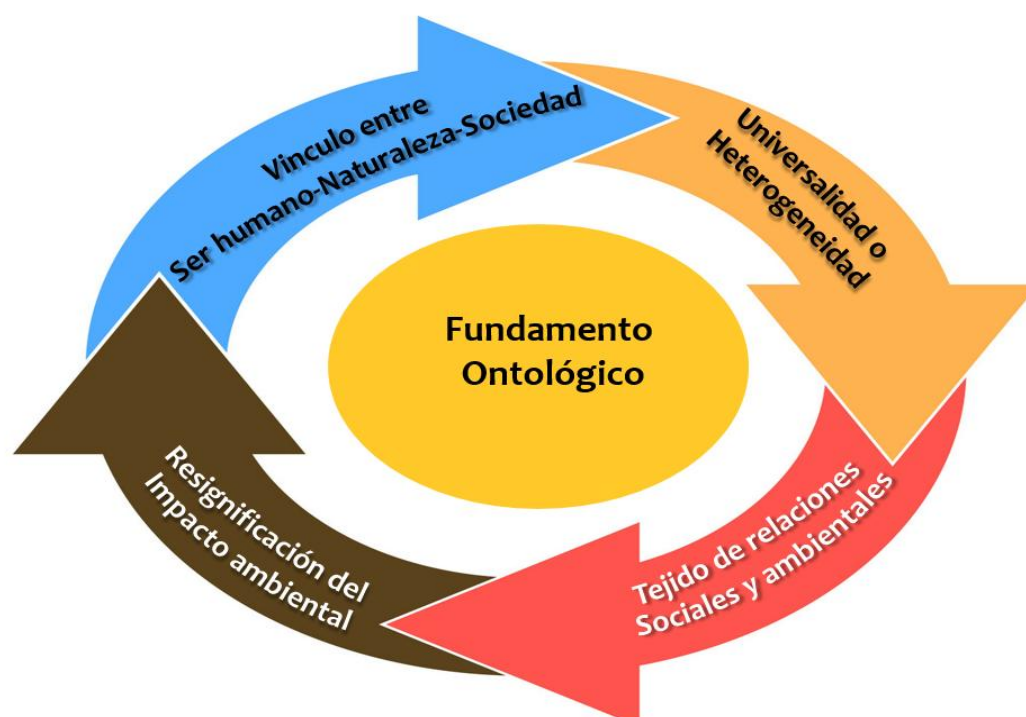 Vinculo entre
Ser humano-Naturaleza-Sociedad
Universalidad o
Heterogeneidad
Fundamento
Ontológico
Tejido de relaciones
Sociales y ambientales
Resignificación del
Impacto ambiental